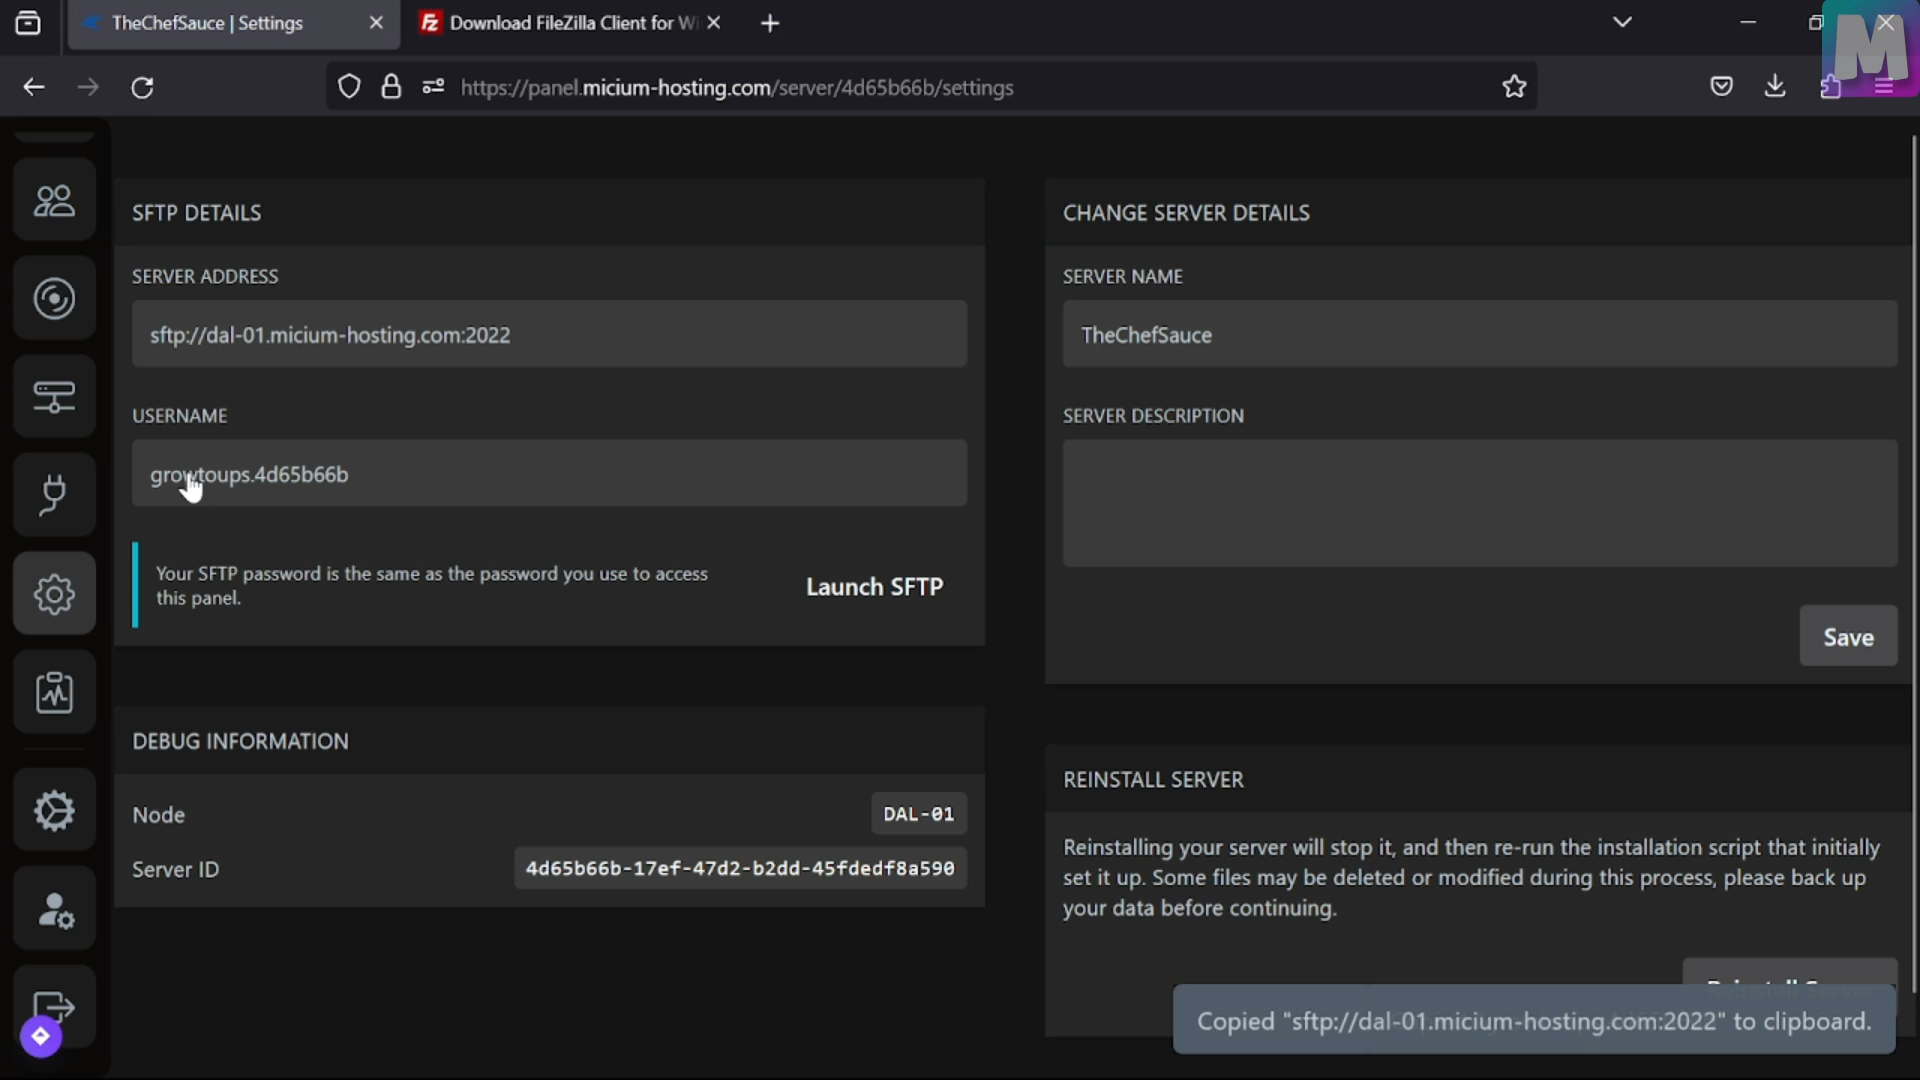 TheChefSauce | Settings
Fz Download FileZilla Client for Wi
M
https://panel.micium-hosting.com/server/4d65b66b/settings
SFTP DETAILS
SERVER ADDRESS
sftp://dal-01.micium-hosting.com:2022
USERNAME
growtoups.4d65b66b
Your SFTP password is the same as the password you use to access
this panel.
Launch SFTP
DEBUG INFORMATION
Node
DAL-01
Server ID
4d65b66b-17ef-47d2-b2dd-45fdedf8a590
CHANGE SERVER DETAILS
SERVER NAME
TheChefSauce
SERVER DESCRIPTION
Save
REINSTALL SERVER
Reinstalling your server will stop it, and then re-run the installation script that initially
set it up. Some files may be deleted or modified during this process, please back up
your data before continuing.
Reinstall Server
Copied "sftp://dal-01.micium-hosting.com:2022" to clipboard.